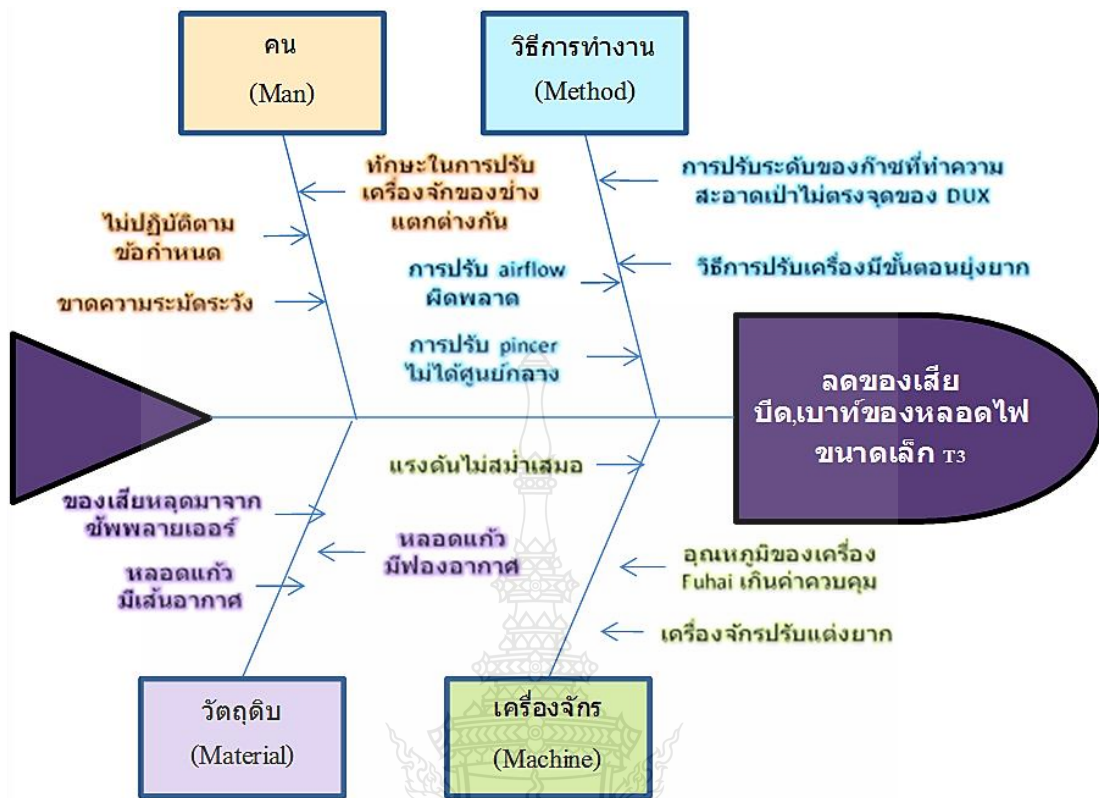 คน
(Man)
วิธีการทำงาน
(Method)
ทักษะในการปรับ
เครื่องจักของช่าง
แตกต่างกัน
ไม่ปฏิบัติตาม
ข้อกำหนด
ขาดความระมัดระวัง
การปรับระดับของก๊าซที่ทำความ
สะอาดเป่าไม่ตรงจุดของ DUX
การปรับ airflow
ผิดพลาด
วิธีการปรับเครื่องมีขั้นตอนยุ่งยาก
การปรับ pincer
ไม่ได้ศูนย์กลาง
ลดของเสีย
บีด,เบาท์ของหลอดไฟ
ขนาดเล็ก T3
แรงดันไม่สม่ำเสมอ
ของเสียหลุดมาจาก
ซัพพลายเออร์
หลอดแก้ว
มีฟองอากาศ
หลอดแก้ว
มีเส้นอากาศ
อุณหภูมิของเครื่อง
Fuhai เกินค่าควบคุม
เครื่องจักรปรับแต่งยาก
วัตถุดิบ
(Material)
เครื่องจักร
(Machine)